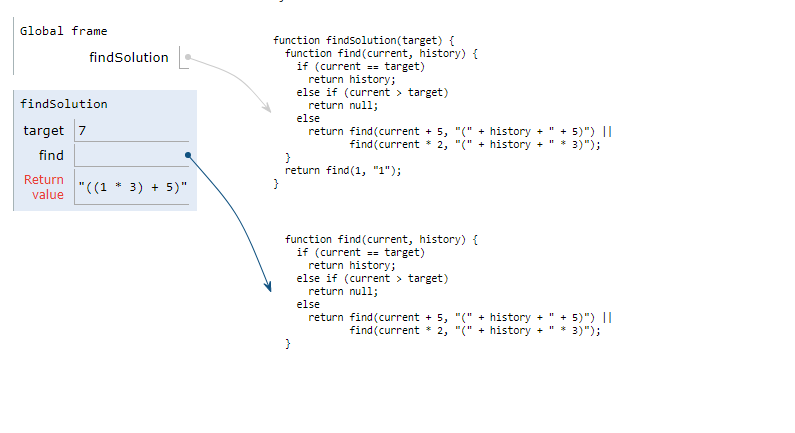 Global frame
findSolution
findSolution
target 7
find
Return
value "((1 * 3) + 5)"
function findSolution(target) {
  function find(current, history) {
    if (current == target)
      return history;
    else if (current > target)
      return null;
    else
      return find(current + 5, "(" + history + " + 5)") ||
             find(current * 2, "(" + history + " * 3)");
  }
  return find(1, "1");
}
function find(current, history) {
    if (current == target)
      return history;
    else if (current > target)
      return null;
    else
      return find(current + 5, "(" + history + " + 5)") ||
             find(current * 2, "(" + history + " * 3)");
  }